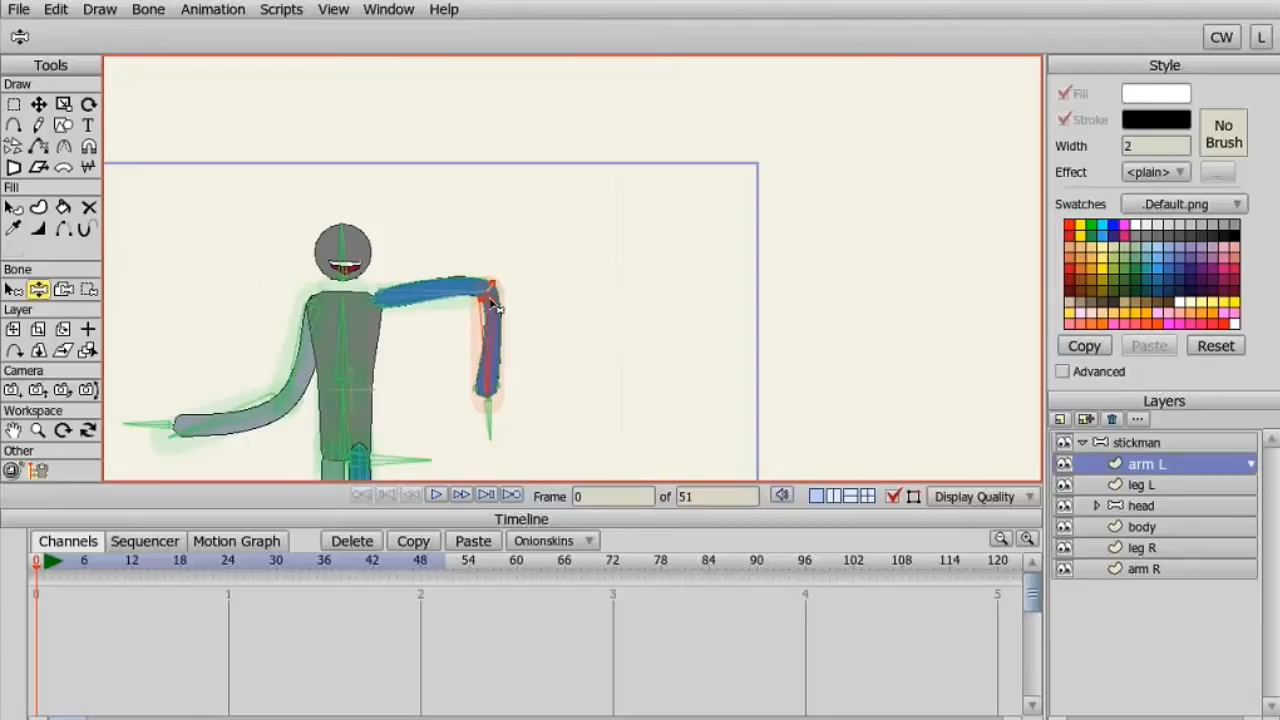 File Edit Draw Bone Animation Scripts View Window Help
CW L
Tools
Draw
T
Fill
Bone
Layer
Camera
Workspace
Other
Style
Fill
Stroke
No
Brush
Width 2
Effect <plain> ...
Swatches .Default.png
Copy Paste Reset
Advanced
Layers
stickman
arm L
leg L
head
body
leg R
arm R
Frame 0 of 51 Display Quality
Timeline
Channels Sequencer Motion Graph Delete Copy Paste Onionskins
0 6 12 18 24 30 36 42 48 54 60 66 72 78 84 90 96 102 108 114 120
0 1 2 3 4 5